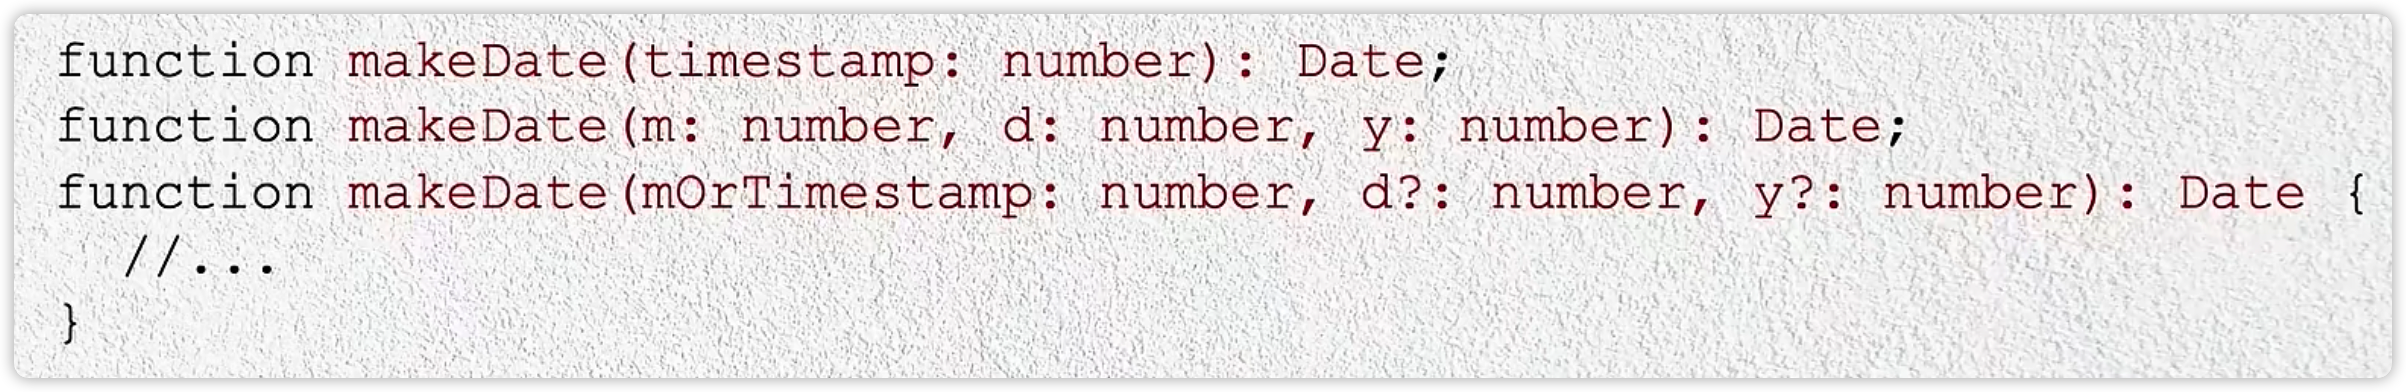 function makeDate(timestamp: number): Date;
function makeDate(m: number, d: number, y: number): Date;
function makeDate(mOrTimestamp: number, d?: number, y?: number): Date {
  //...
}